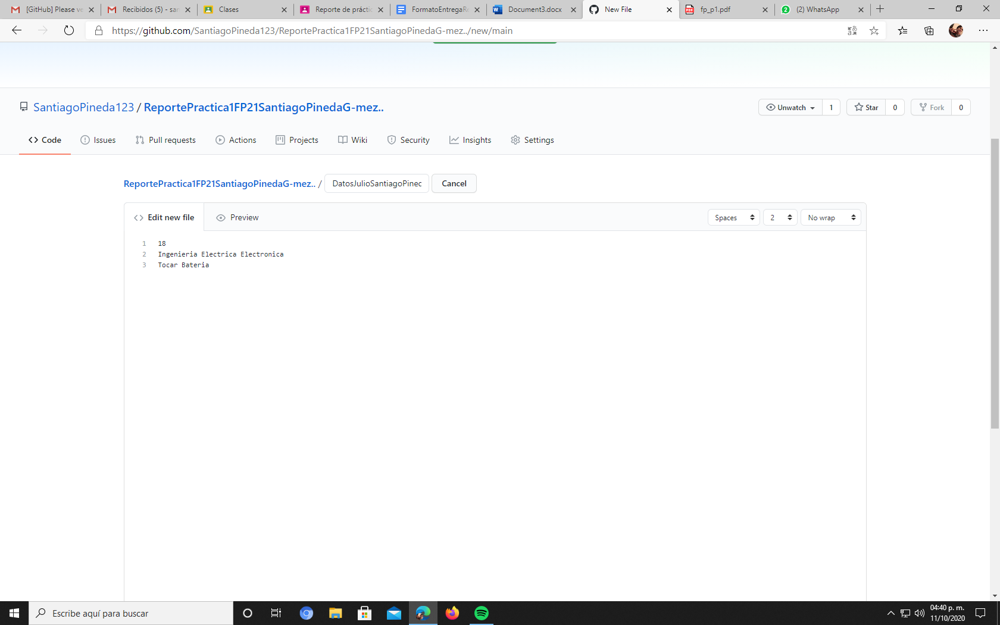 [GitHub] Please ve
Recibidos (5) - san
Clases
Reporte de práctic
FormatoEntregaRe
Document3.docx
New File
fp_p1.pdf
(2) WhatsApp
https://github.com/SantiagoPineda123/ReportePractica1FP21SantiagoPinedaG-mez../new/main
SantiagoPineda123 / ReportePractica1FP21SantiagoPinedaG-mez..
Unwatch 1
Star 0
Fork 0
Code
Issues
Pull requests
Actions
Projects
Wiki
Security
Insights
Settings
ReportePractica1FP21SantiagoPinedaG-mez.. / DatosJulioSantiagoPinec Cancel
Edit new file
Preview
Spaces
2
No wrap
1 18
2 Ingenieria Electrica Electronica
3 Tocar Bateria
Escribe aquí para buscar
04:40 p. m.
11/10/2020